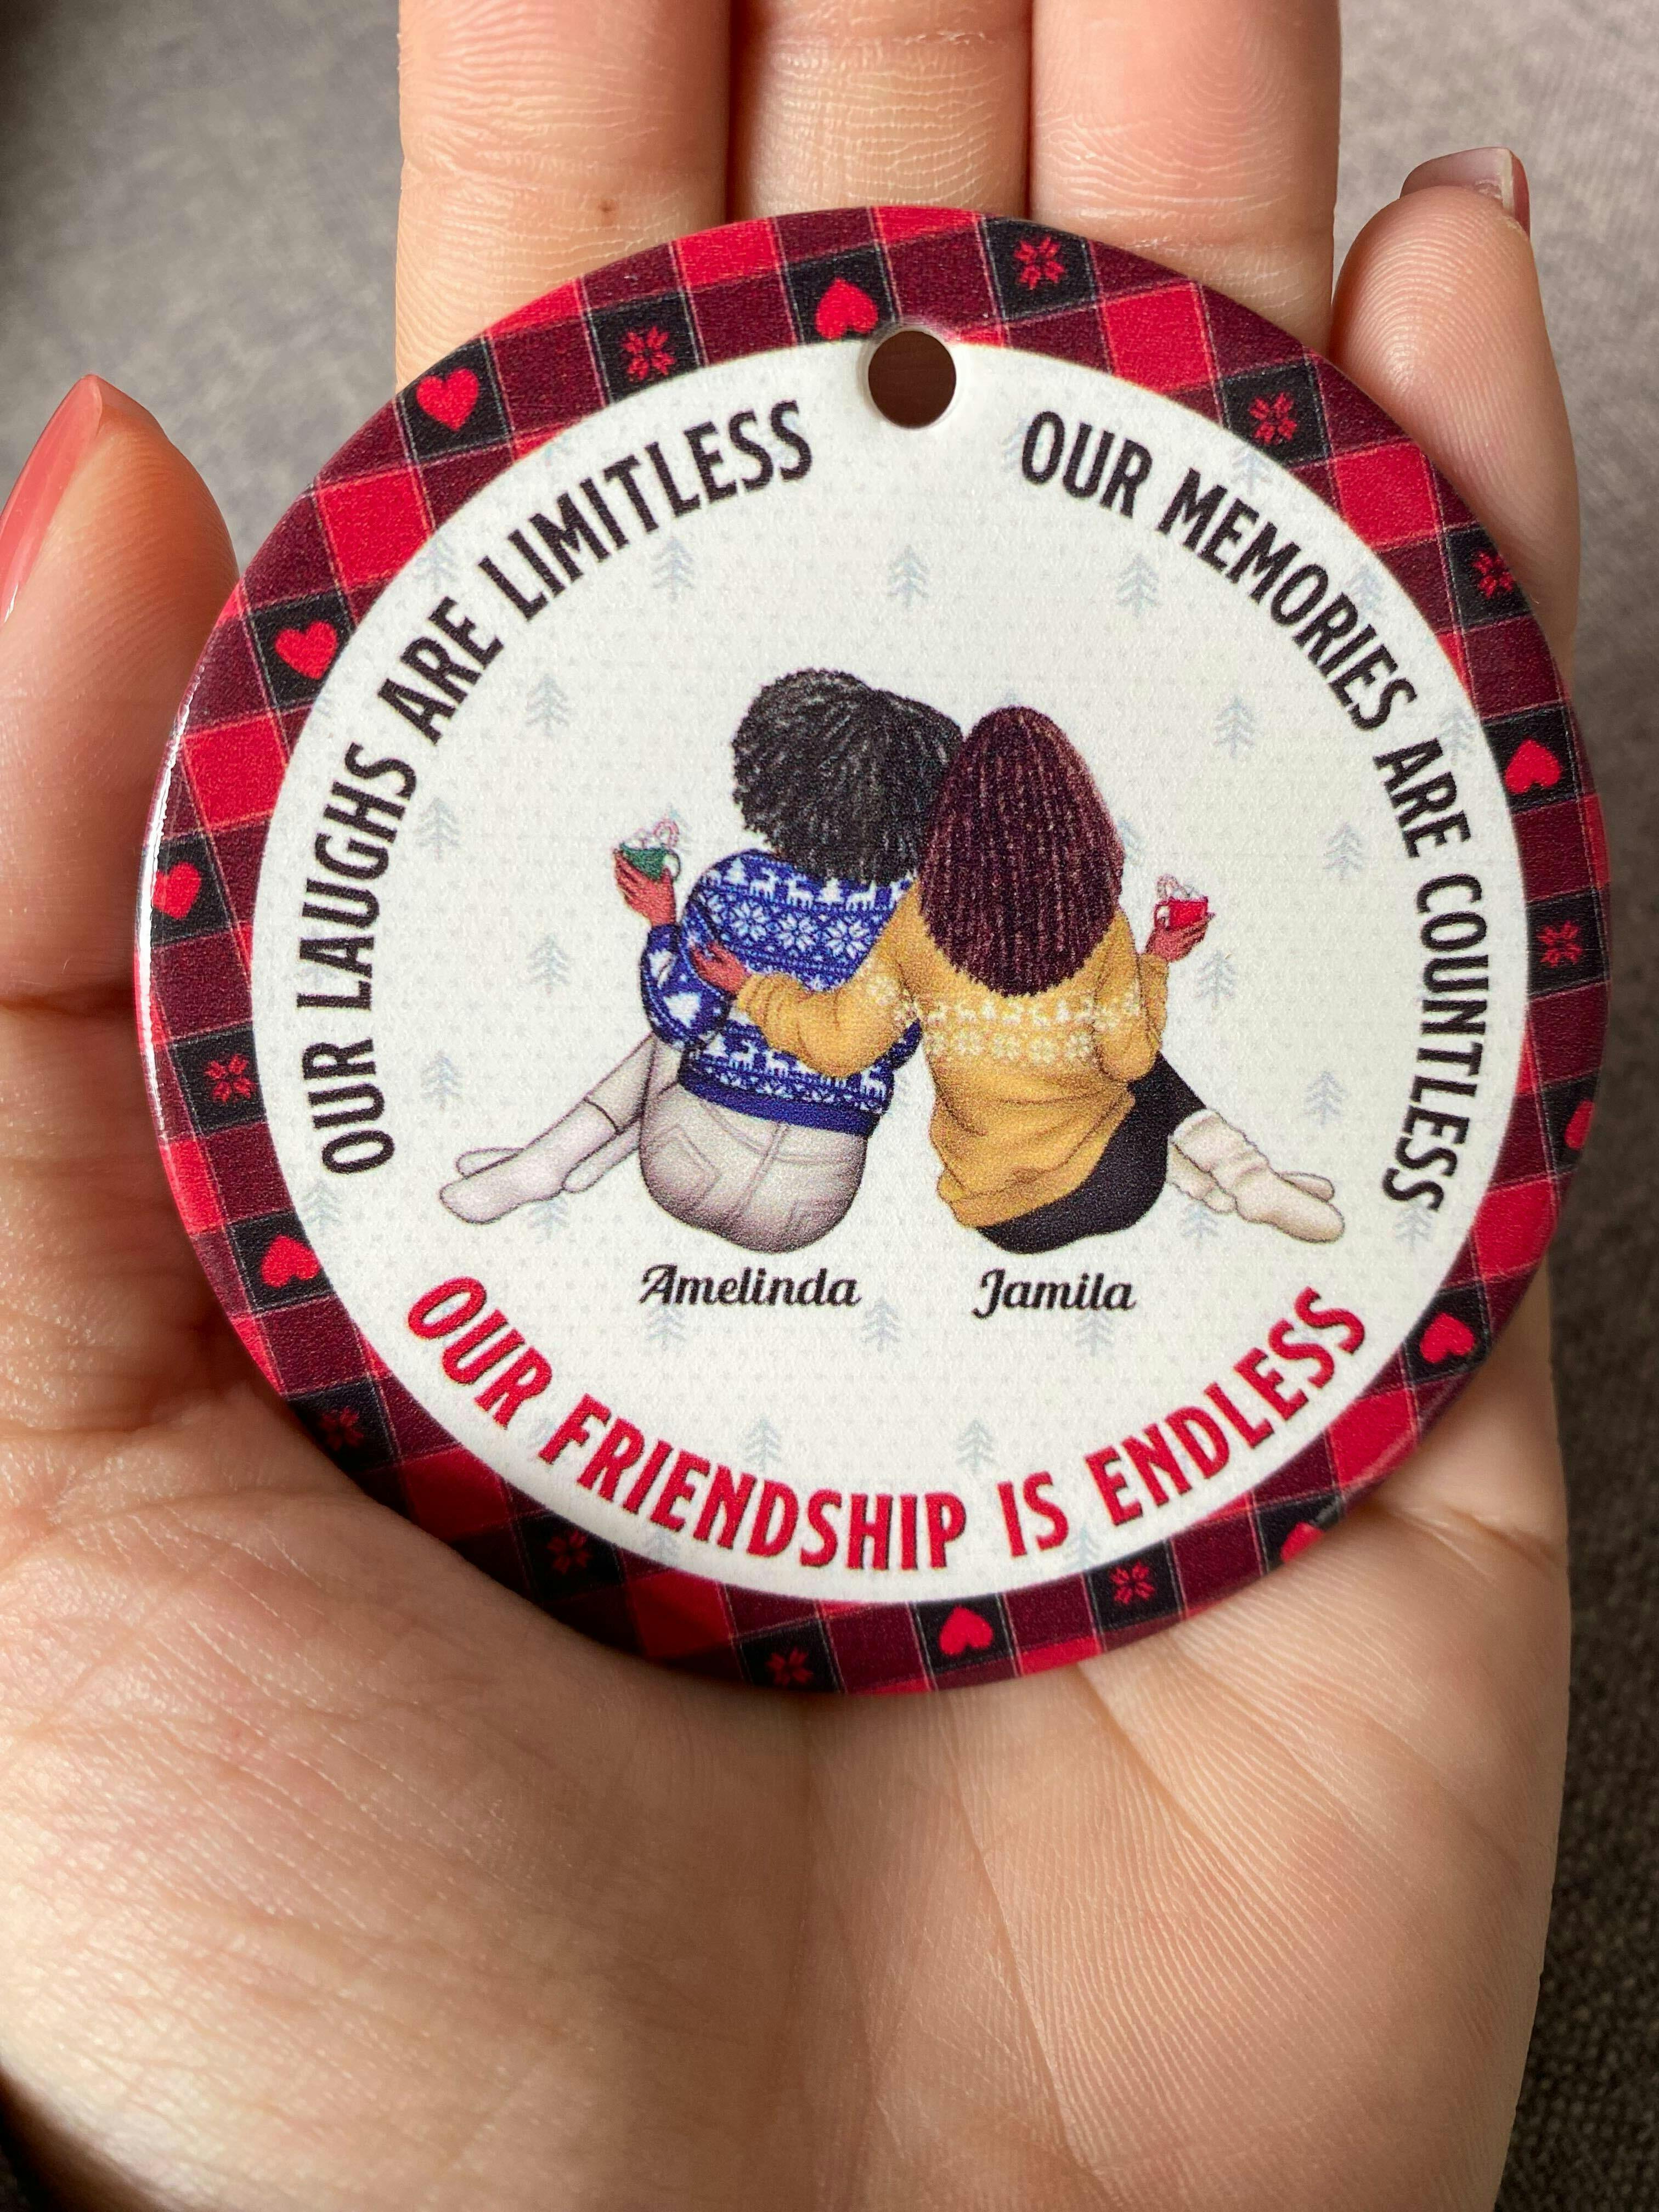 OUR LAUGHS ARE LIMITLESS
OUR MEMORIES ARE COUNTLESS
Amelinda
Jamila
OUR FRIENDSHIP IS ENDLESS